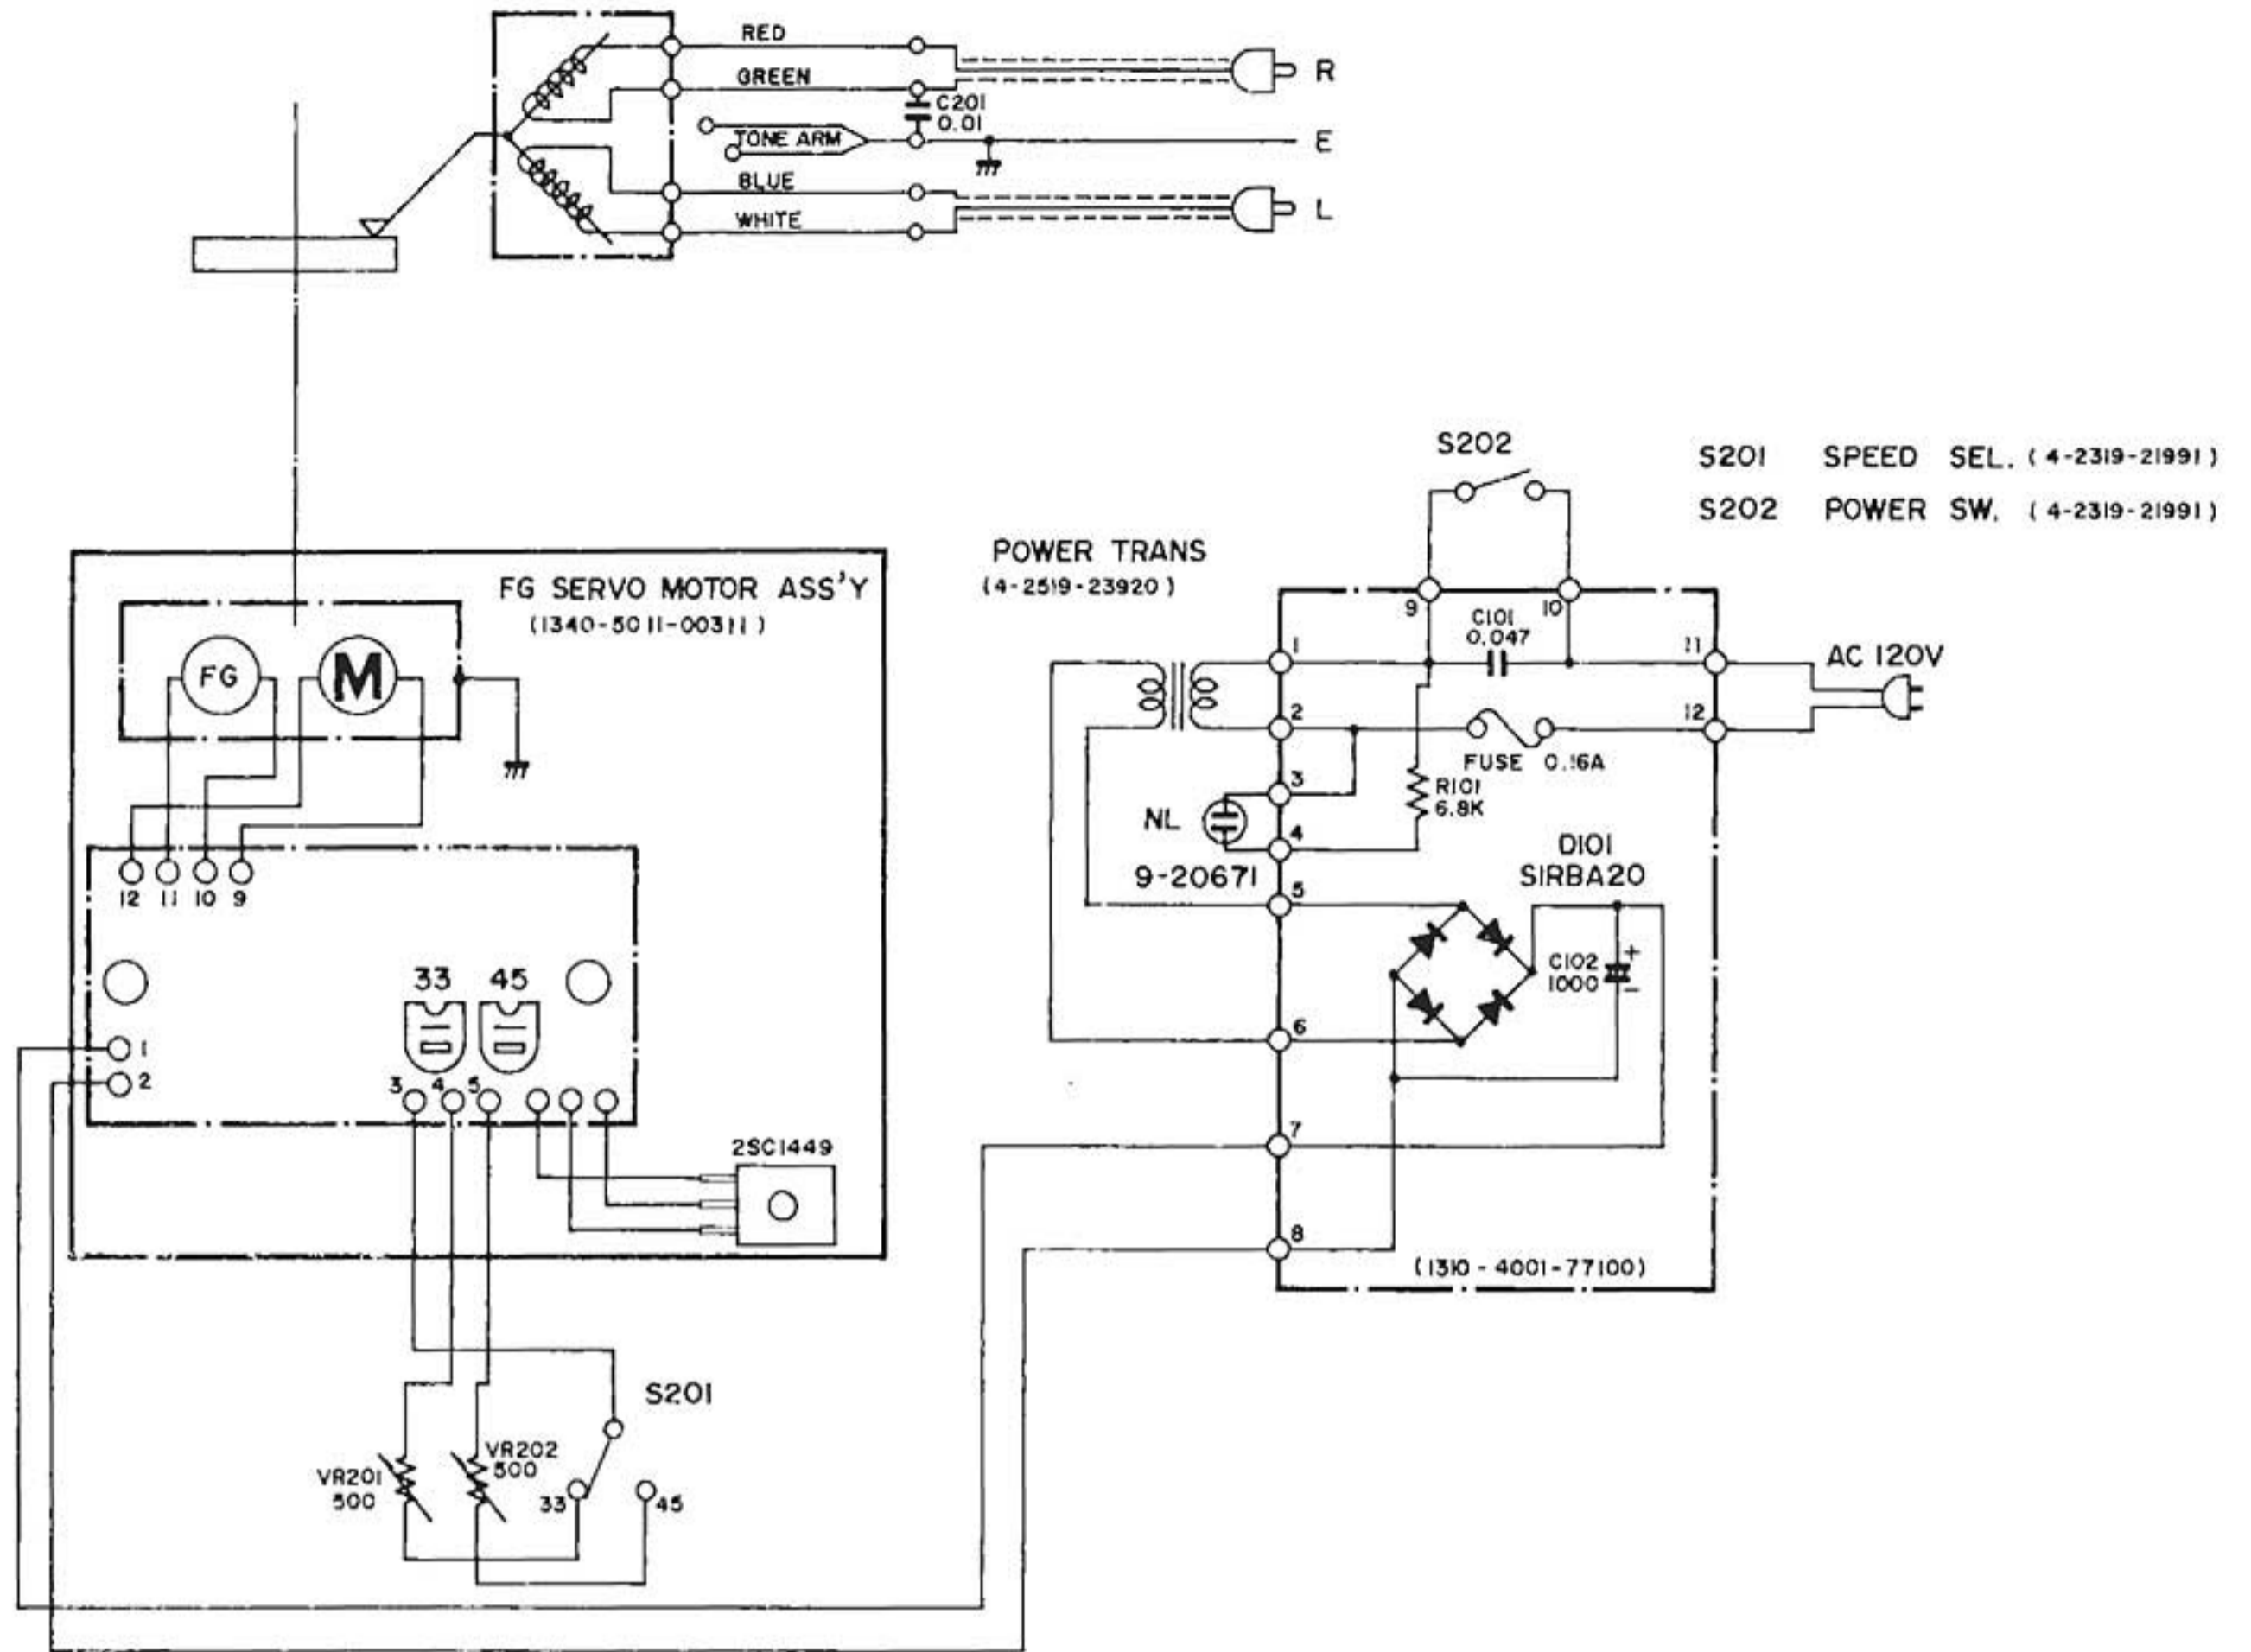 RED
GREEN
C201
0.01
R
TONE ARM
E
BLUE
WHITE
L
S202
S201 SPEED SEL. (4-2319-21991)
S202 POWER SW. (4-2319-21991)
POWER TRANS
(4-2519-23920)
FG SERVO MOTOR ASS'Y
(1340-5011-00311)
FG
M
12 11 10 9
33 45
1
2
3 4 5
2SC1449
S201
VR201
500
VR202
500
33
45
9
10
C101
0.047
1
11
AC 120V
2
12
FUSE 0.16A
3
R101
6.8K
NL
4
9-20671
D101
SIRBA20
5
C102
1000
+
-
6
7
8
(1310-4001-77100)